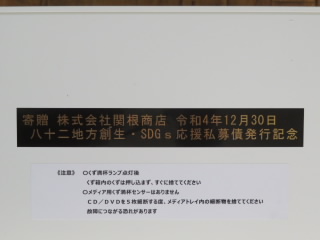 寄贈 株式会社関根商店 令和4年12月30日
八十二地方創生・SDGs応援私募債発行記念
《注意》 〇くず満杯ランプ点灯後
くず箱内のくずは押し込まず、すぐに捨ててください
〇メディア用くず満杯センサーはありません
CD/DVDを5枚細断する度、メディアトレイ内の細断物を捨ててください
故障につながる恐れがあります